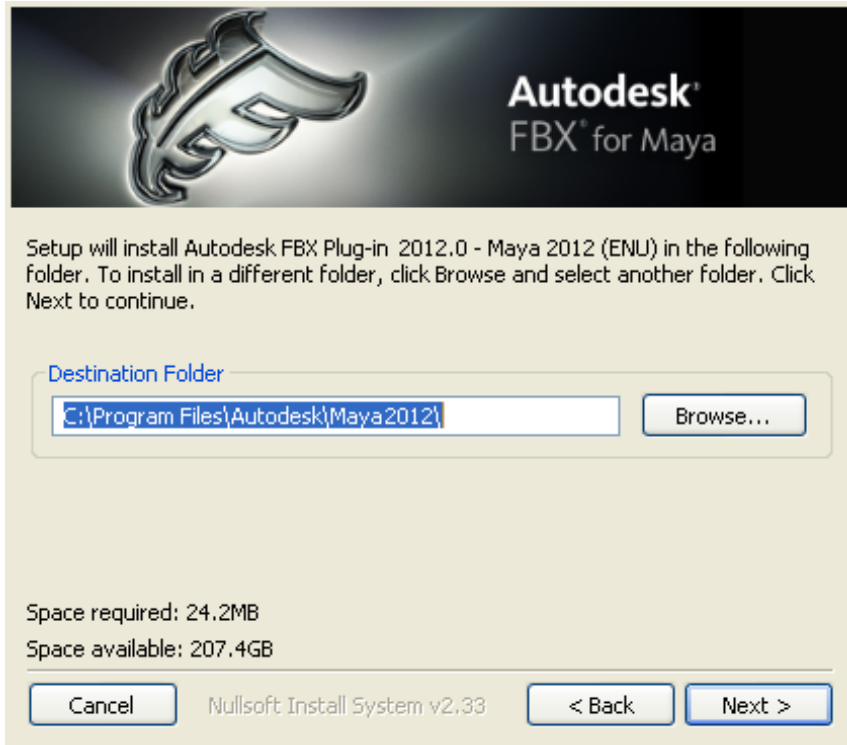 Autodesk®
FBX® for Maya
Setup will install Autodesk FBX Plug-in 2012.0 - Maya 2012 (ENU) in the following
folder. To install in a different folder, click Browse and select another folder. Click
Next to continue.
Destination Folder
C:\Program Files\Autodesk\Maya2012\
Browse...
Space required: 24.2MB
Space available: 207.4GB
Cancel
Nullsoft Install System v2.33
< Back
Next >